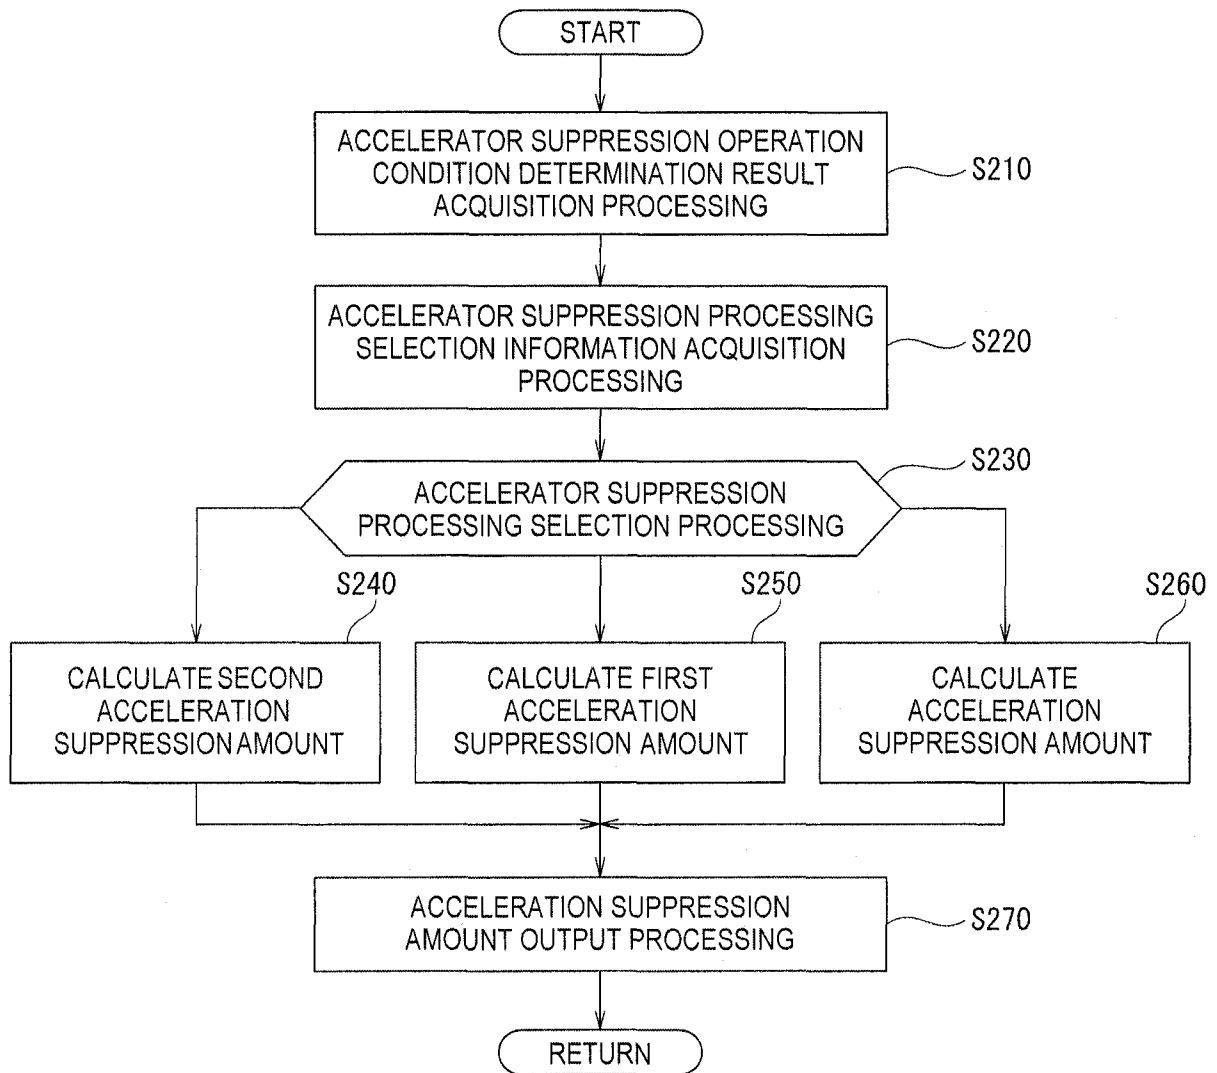 START
ACCELERATOR SUPPRESSION OPERATION
CONDITION DETERMINATION RESULT
ACQUISITION PROCESSING
S210
ACCELERATOR SUPPRESSION PROCESSING
SELECTION INFORMATION ACQUISITION
PROCESSING
S220
S230
ACCELERATOR SUPPRESSION
PROCESSING SELECTION PROCESSING
S240
CALCULATE SECOND
ACCELERATION
SUPPRESSION AMOUNT
S250
CALCULATE FIRST
ACCELERATION
SUPPRESSION AMOUNT
S260
CALCULATE
ACCELERATION
SUPPRESSION AMOUNT
ACCELERATION SUPPRESSION
AMOUNT OUTPUT PROCESSING
S270
RETURN